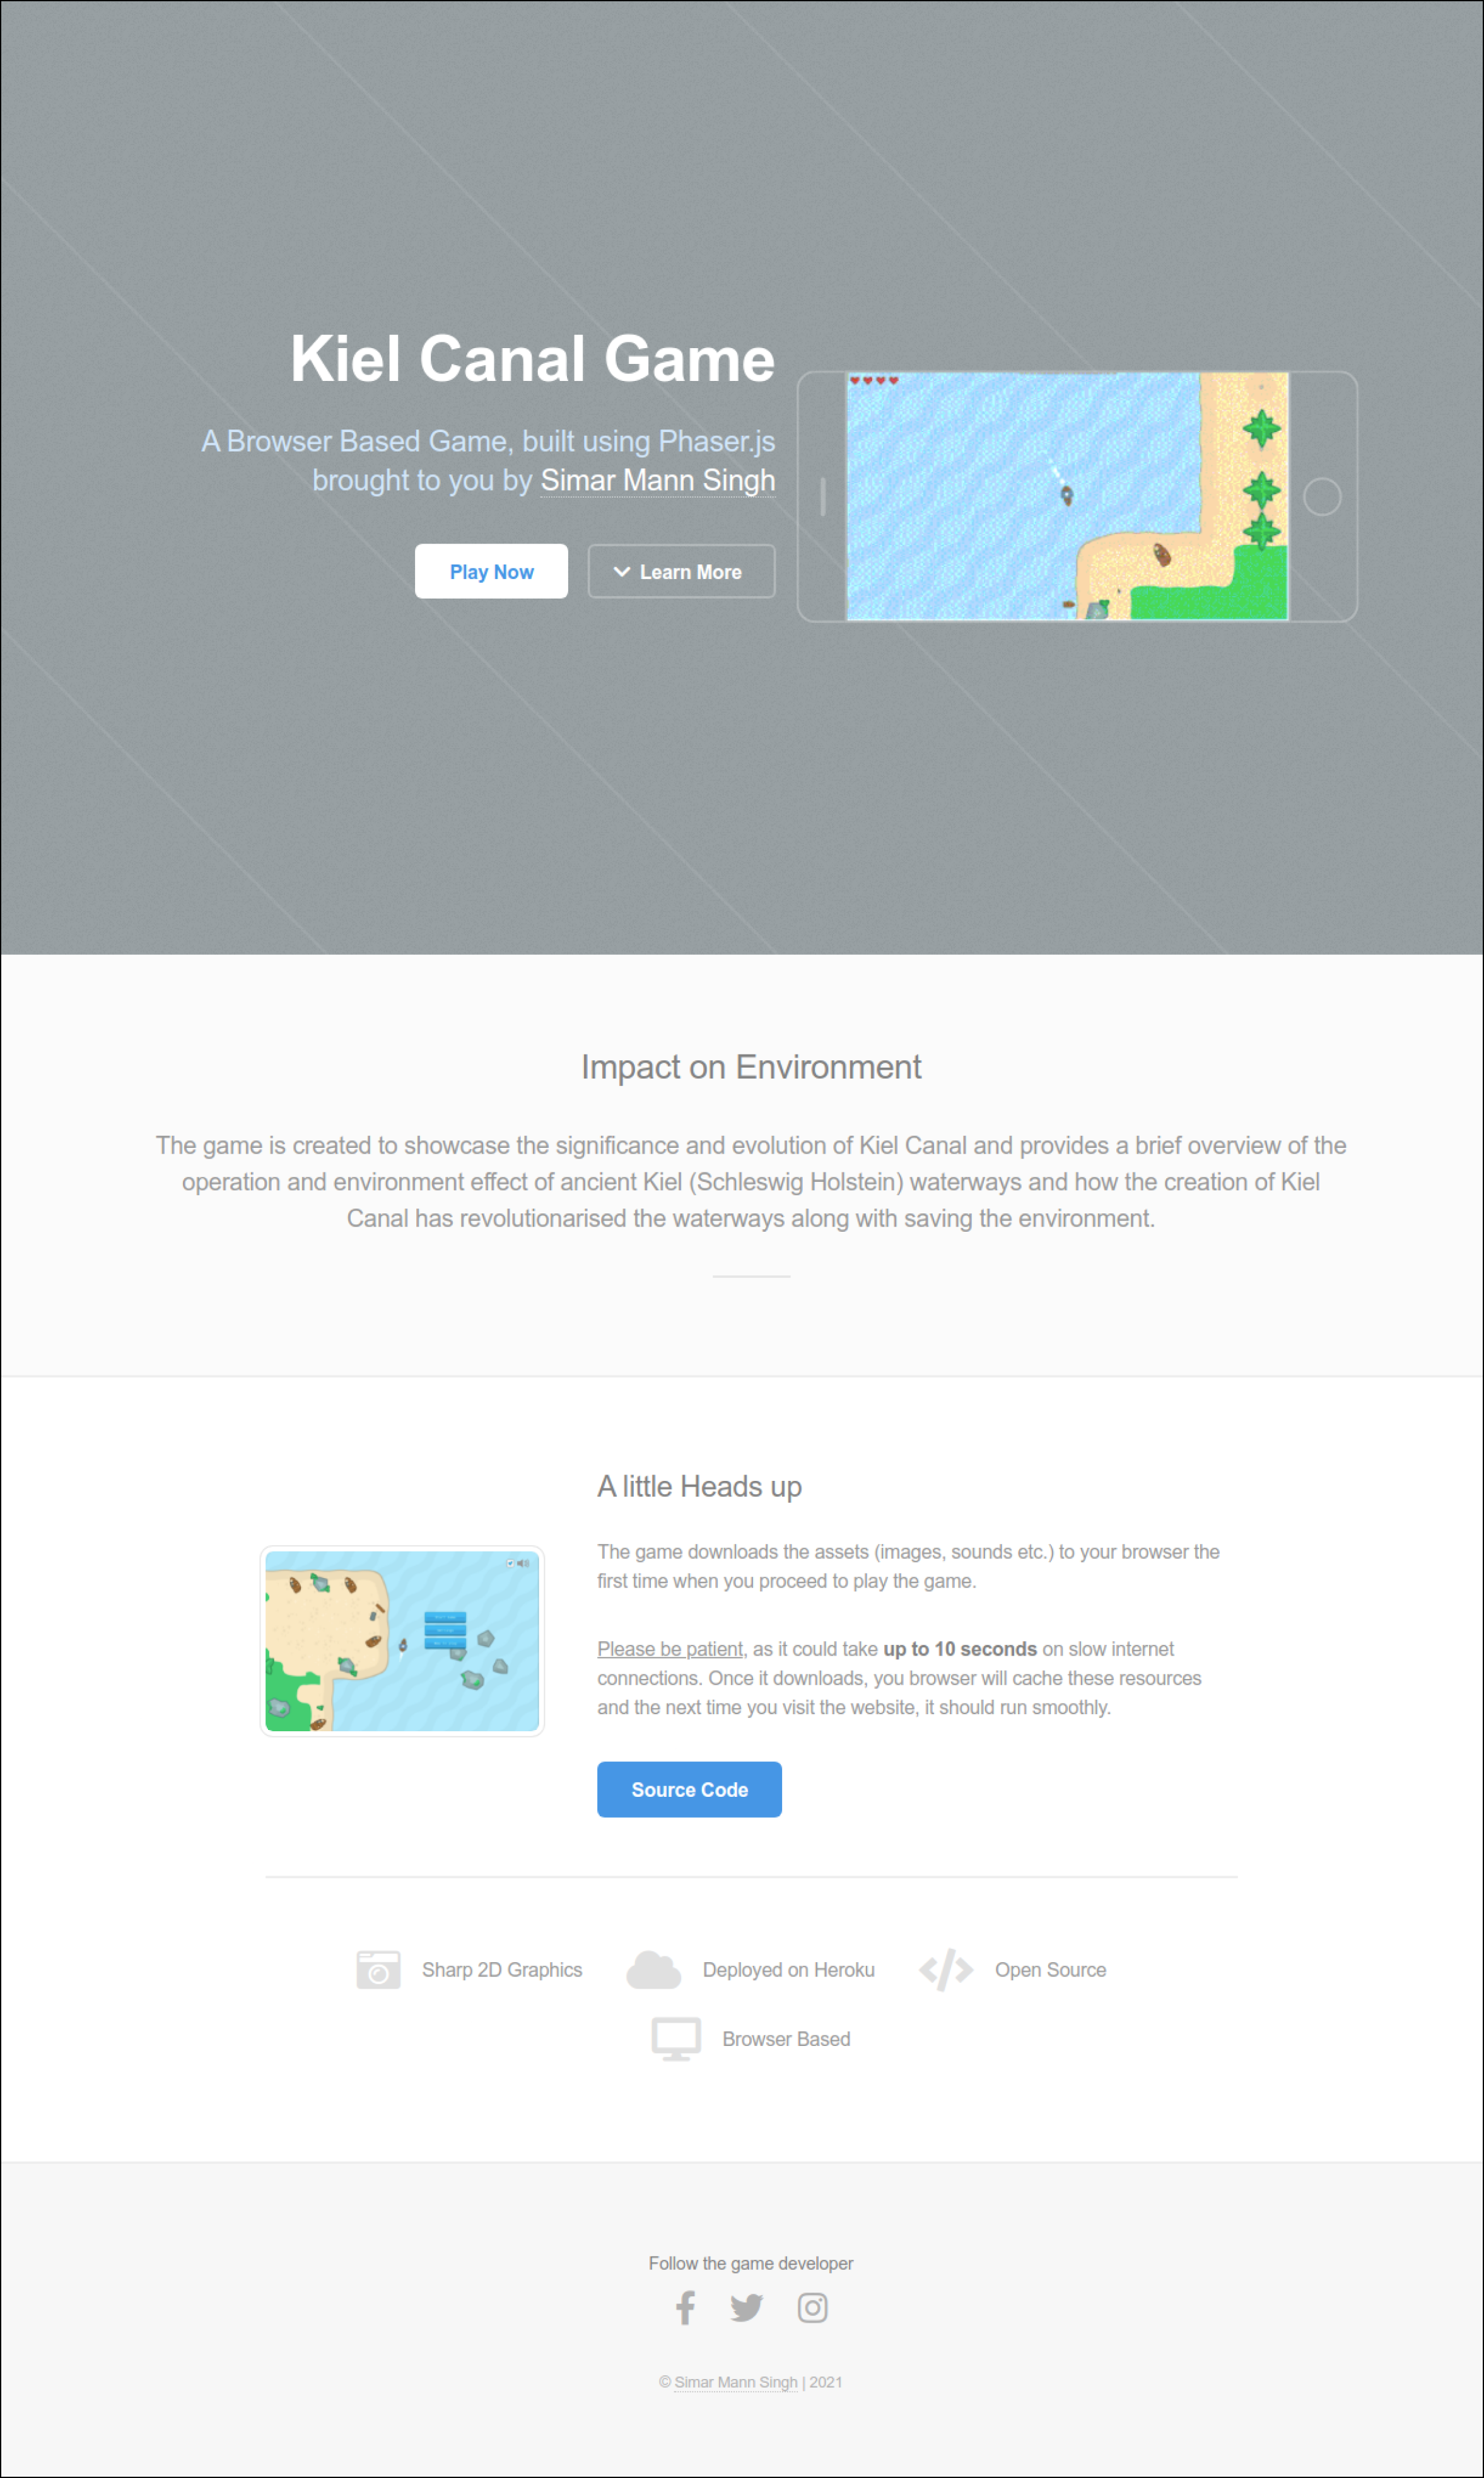 Kiel Canal Game
A Browser Based Game, built using Phaser.js
brought to you by Simar Mann Singh
Play Now
Learn More
Impact on Environment
The game is created to showcase the significance and evolution of Kiel Canal and provides a brief overview of the
operation and environment effect of ancient Kiel (Schleswig Holstein) waterways and how the creation of Kiel
Canal has revolutionarised the waterways along with saving the environment.
A little Heads up
The game downloads the assets (images, sounds etc.) to your browser the
first time when you proceed to play the game.
Please be patient, as it could take up to 10 seconds on slow internet
connections. Once it downloads, you browser will cache these resources
and the next time you visit the website, it should run smoothly.
Source Code
Sharp 2D Graphics
Deployed on Heroku
Open Source
Browser Based
Follow the game developer
© Simar Mann Singh | 2021